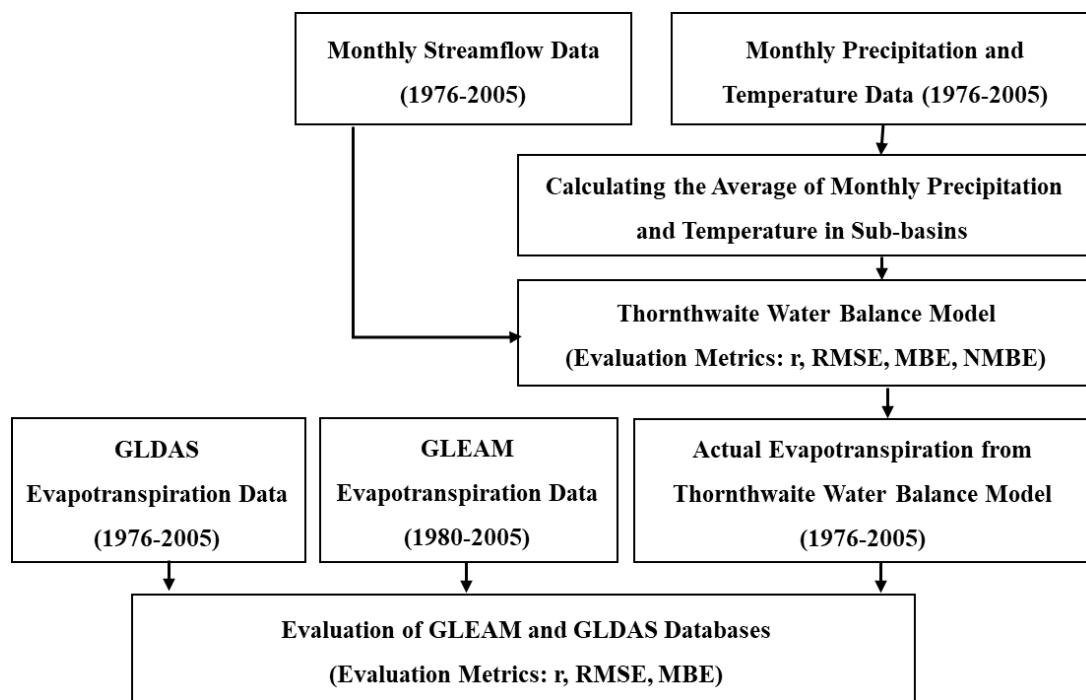 Monthly Streamflow Data
(1976-2005)
Monthly Precipitation and
Temperature Data (1976-2005)
Calculating the Average of Monthly Precipitation
and Temperature in Sub-basins
Thornthwaite Water Balance Model
(Evaluation Metrics: r, RMSE, MBE, NMBE)
GLDAS
Evapotranspiration Data
(1976-2005)
GLEAM
Evapotranspiration Data
(1980-2005)
Actual Evapotranspiration from
Thornthwaite Water Balance Model
(1976-2005)
Evaluation of GLEAM and GLDAS Databases
(Evaluation Metrics: r, RMSE, MBE)